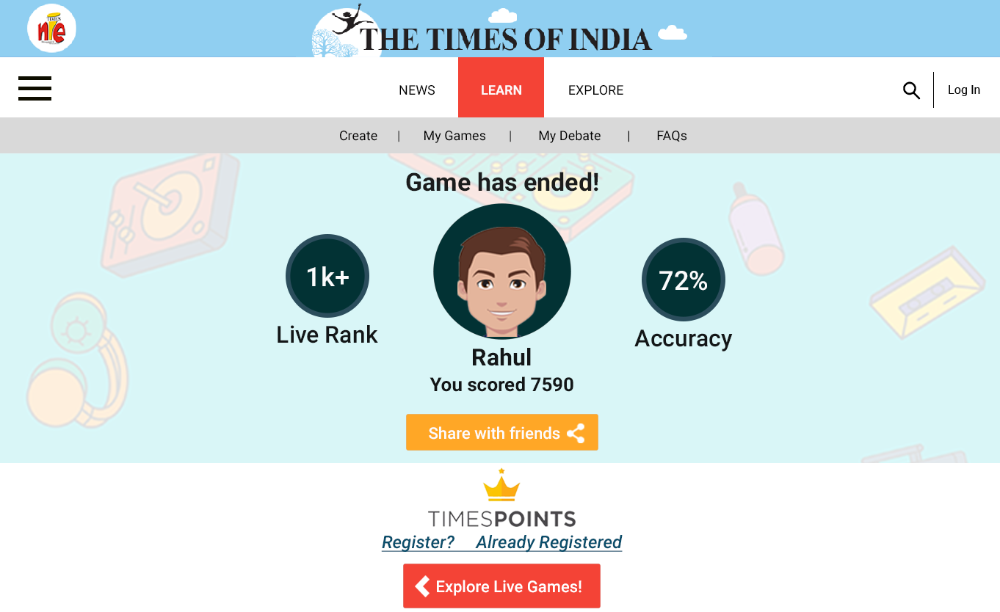 TIMES
nie
THE TIMES OF INDIA
NEWS LEARN EXPLORE Log In
Create | My Games | My Debate | FAQs
Game has ended!
1k+
72%
Live Rank
Accuracy
Rahul
You scored 7590
Share with friends
TIMESPOINTS
Register? Already Registered
Explore Live Games!